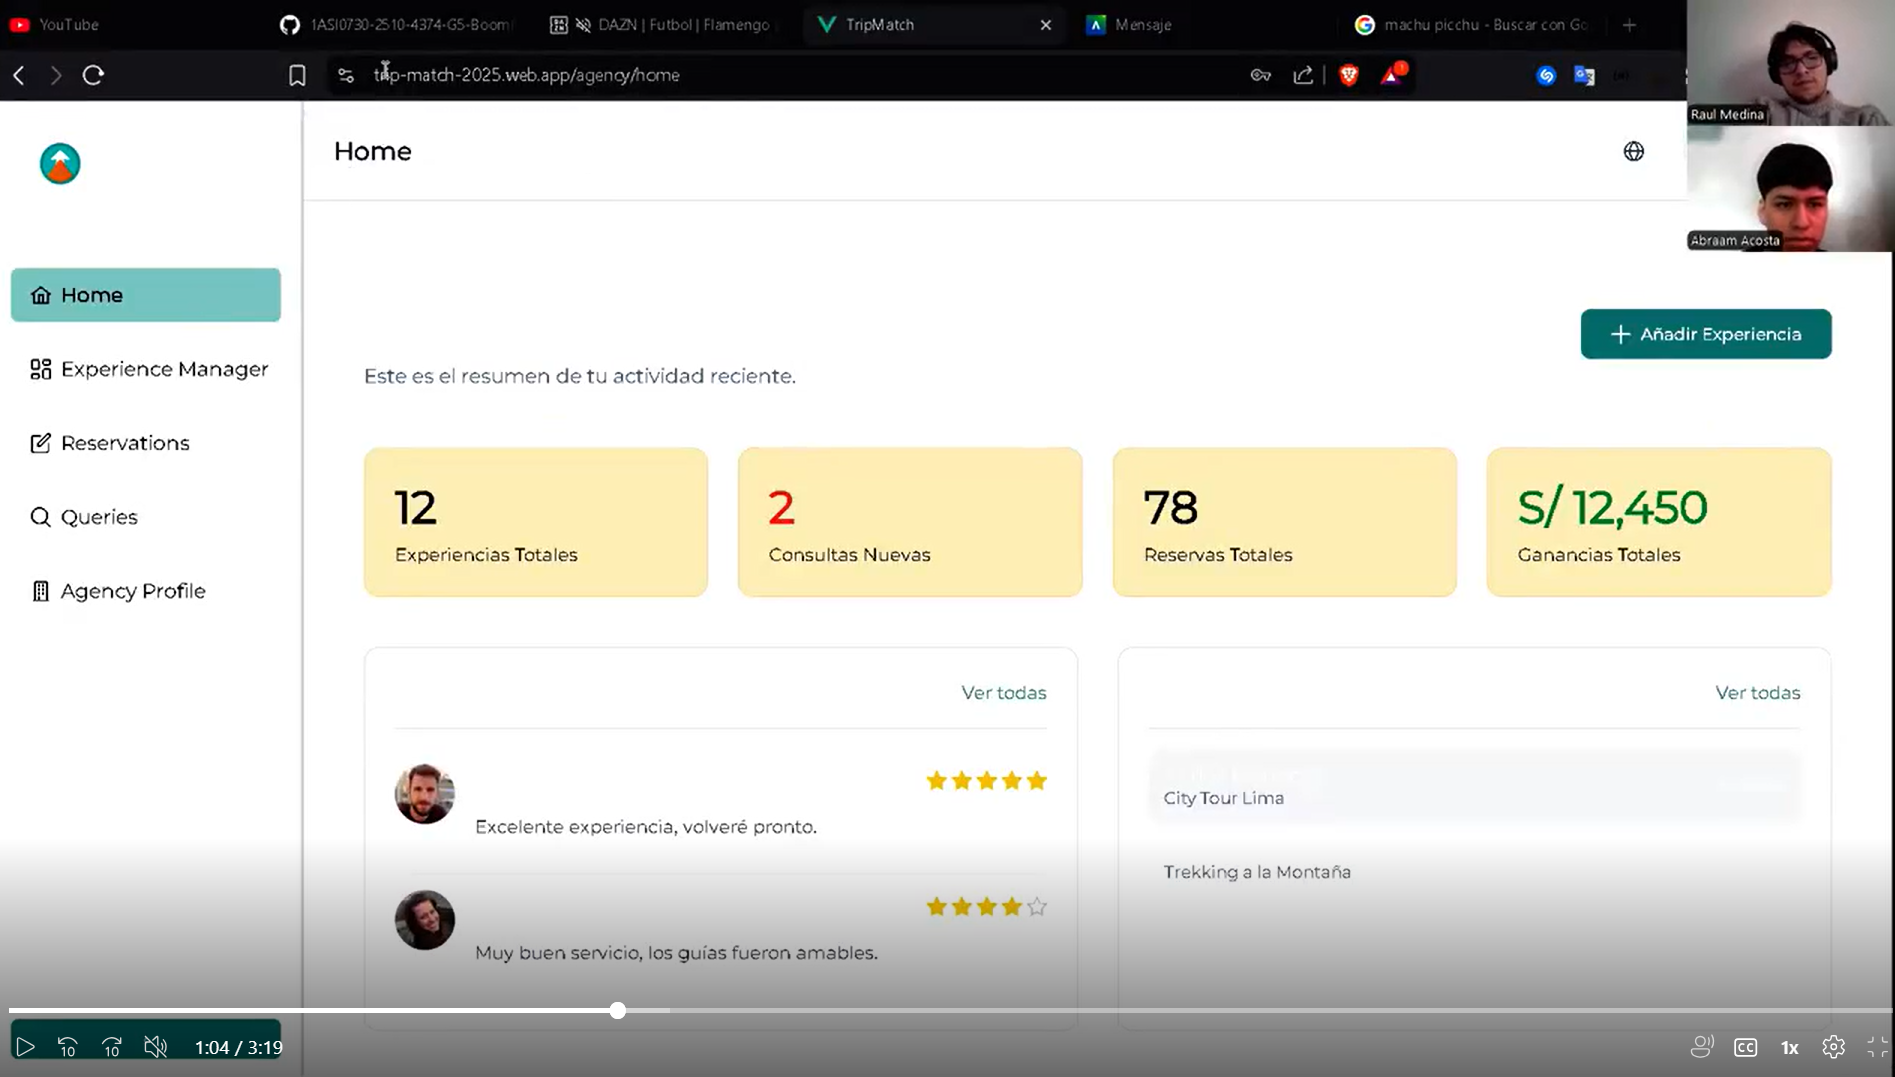 YouTube
1ASI0730-2510-4374-G5-Boom
DAZN | Futbol | Flamengo
TripMatch
Mensaje
machu picchu - Buscar con Go
trip-match-2025.web.app/agency/home
Raul Medina
Abraam Acosta
Home
Home
Experience Manager
Reservations
Queries
Agency Profile
Añadir Experiencia
Este es el resumen de tu actividad reciente.
12
Experiencias Totales
2
Consultas Nuevas
78
Reservas Totales
S/ 12,450
Ganancias Totales
Ver todas
Excelente experiencia, volveré pronto.
Muy buen servicio, los guías fueron amables.
Ver todas
City Tour Lima
Trekking a la Montaña
10
10
1:04 / 3:19
CC
1x